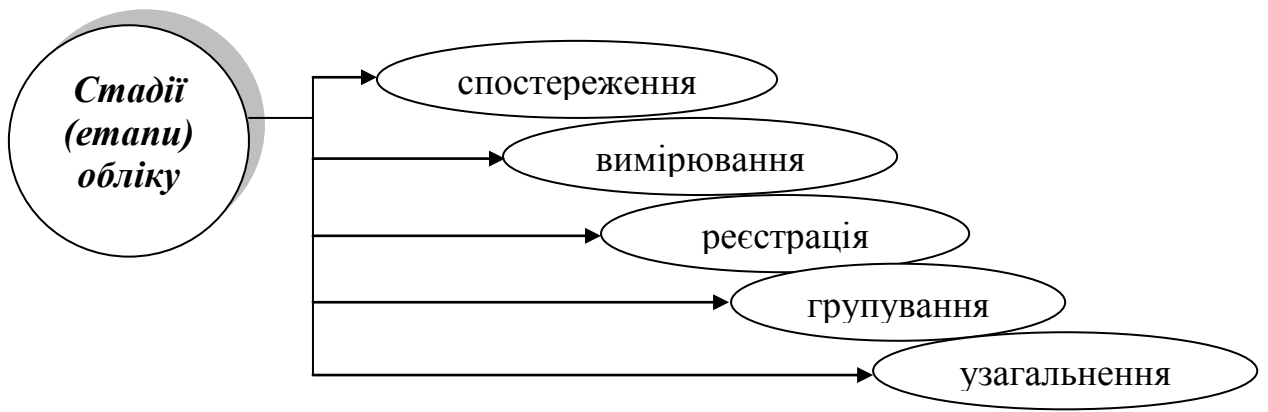 Стадії
(етапи)
обліку
спостереження
вимірювання
реєстрація
групування
узагальнення